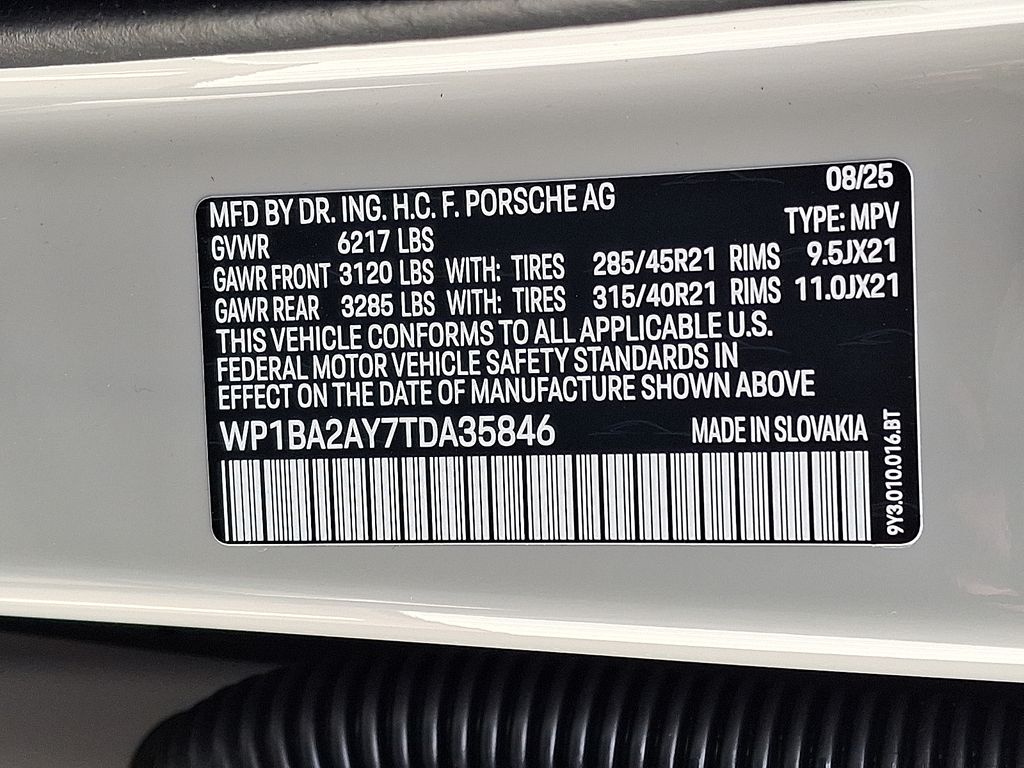 MFD BY DR. ING. H.C. F. PORSCHE AG 08/25
GVWR 6217 LBS TYPE: MPV
GAWR FRONT 3120 LBS WITH: TIRES 285/45R21 RIMS 9.5JX21
GAWR REAR 3285 LBS WITH: TIRES 315/40R21 RIMS 11.0JX21
THIS VEHICLE CONFORMS TO ALL APPLICABLE U.S.
FEDERAL MOTOR VEHICLE SAFETY STANDARDS IN
EFFECT ON THE DATE OF MANUFACTURE SHOWN ABOVE
WP1BA2AY7TDA35846 MADE IN SLOVAKIA
9Y3.010.016.BT